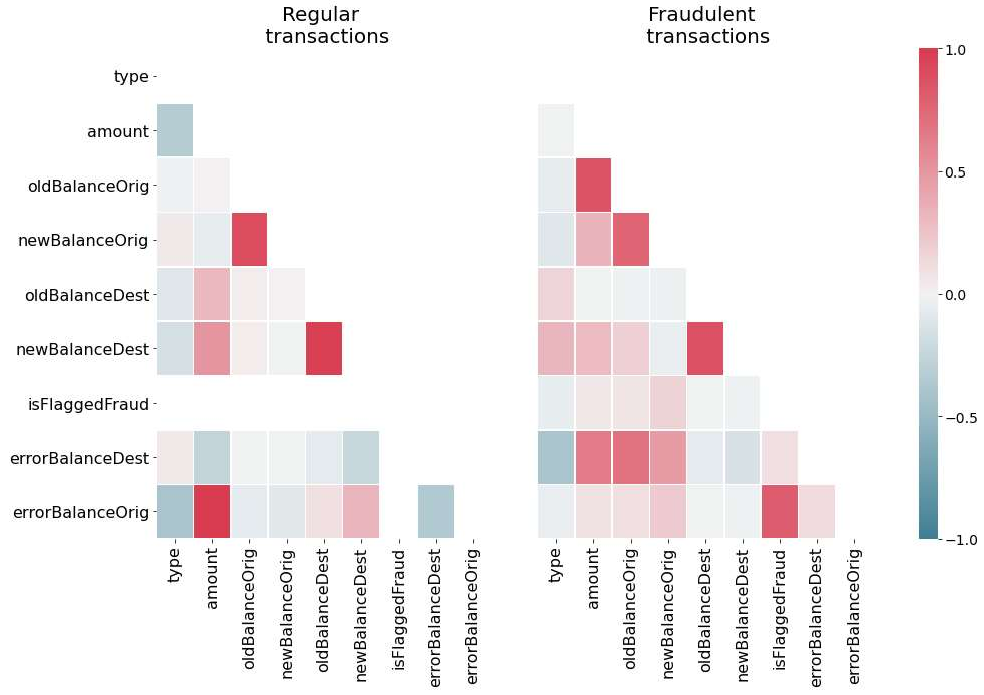 Regular
transactions
Fraudulent
transactions
type
amount
oldBalanceOrig
newBalanceOrig
oldBalanceDest
newBalanceDest
isFlaggedFraud
errorBalanceDest
errorBalanceOrig
type
amount
oldBalanceOrig
newBalanceOrig
oldBalanceDest
newBalanceDest
isFlaggedFraud
errorBalanceDest
errorBalanceOrig
type
amount
oldBalanceOrig
newBalanceOrig
oldBalanceDest
newBalanceDest
isFlaggedFraud
errorBalanceDest
errorBalanceOrig
1.0
0.5
0.0
−0.5
−1.0